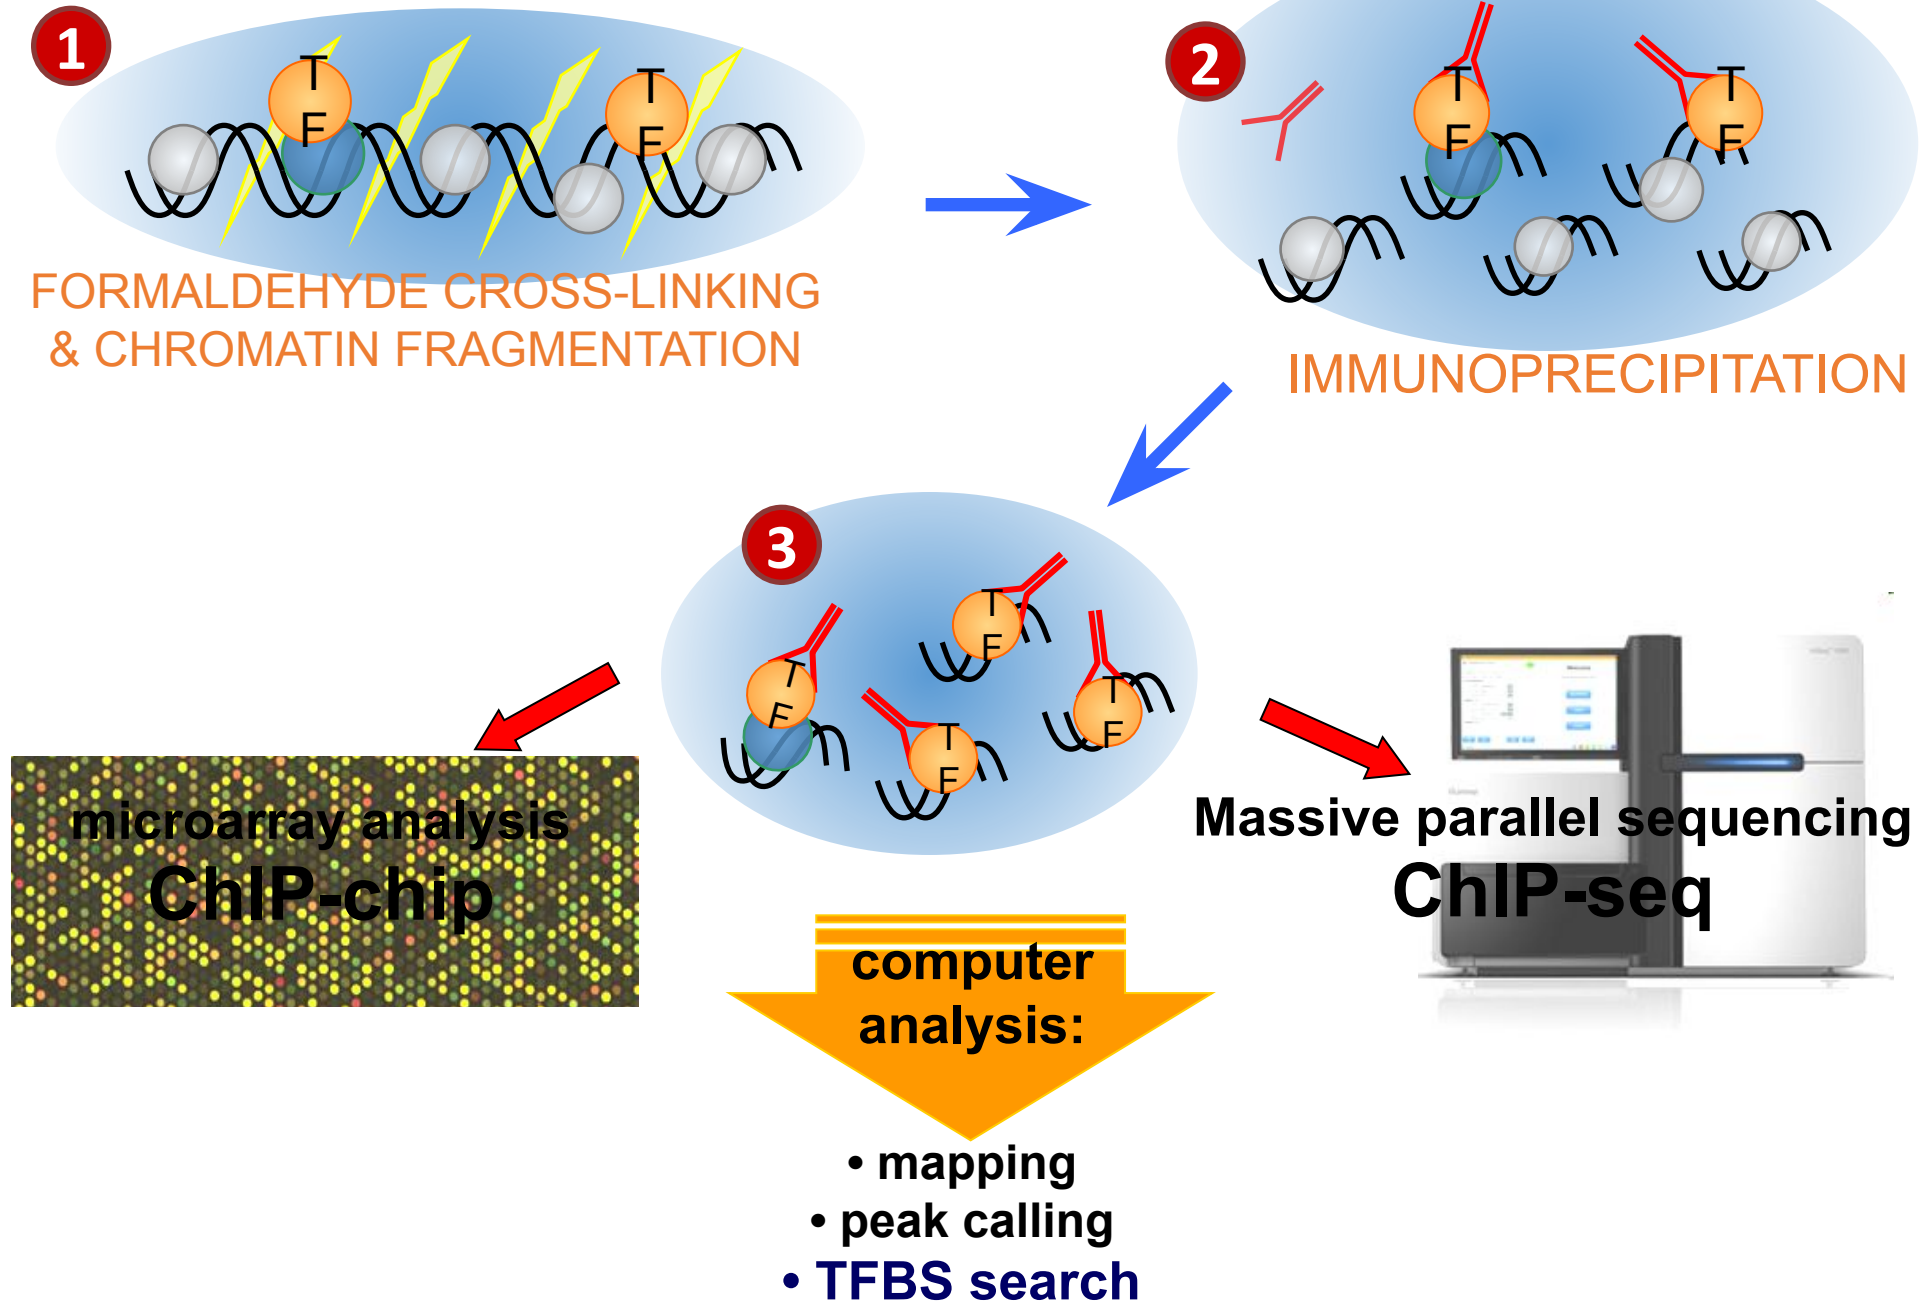 1
T
F
T
F
FORMALDEHYDE CROSS-LINKING
& CHROMATIN FRAGMENTATION
2
T
F
T
F
IMMUNOPRECIPITATION
3
T
F
T
F
T
F
T
F
microarray analysis
ChIP-chip
Massive parallel sequencing
ChIP-seq
computer
analysis:
• mapping
• peak calling
• TFBS search